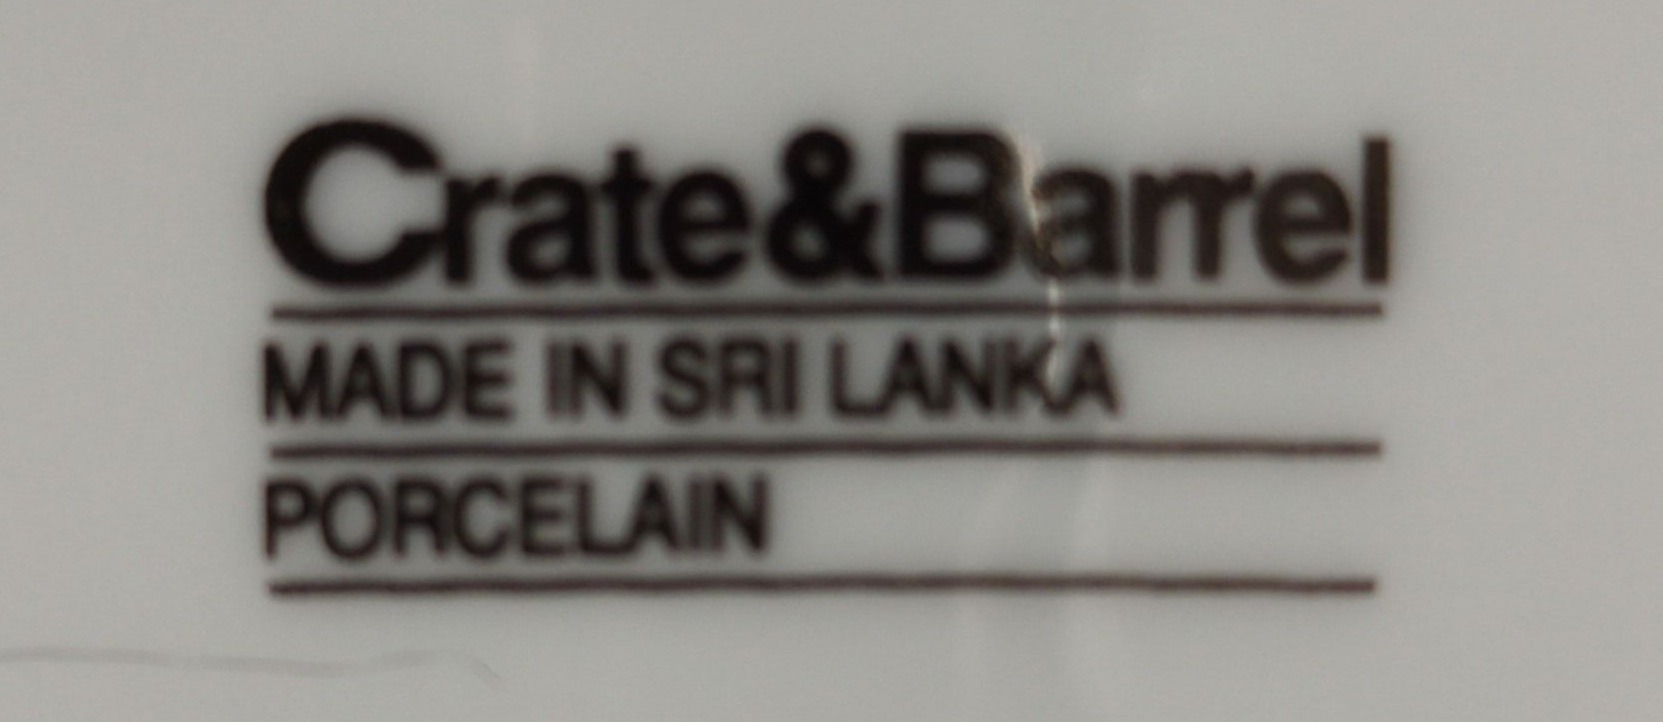 Crate&Barrel
MADE IN SRI LANKA
PORCELAIN